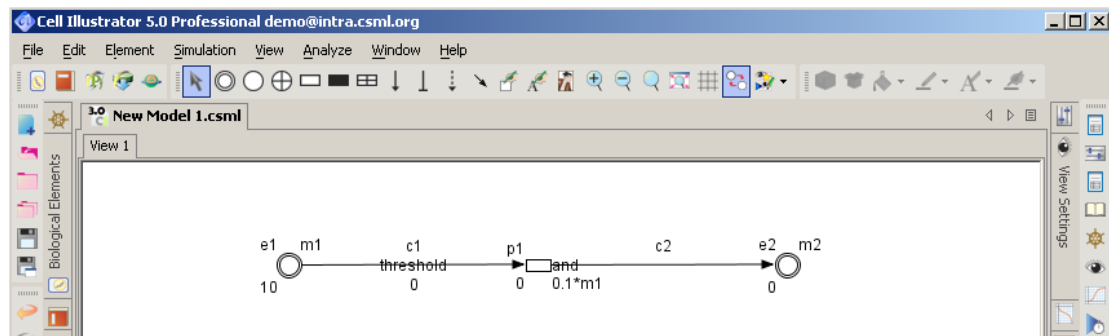 Cell Illustrator 5.0 Professional demo@intra.csml.org
File Edit Element Simulation View Analyze Window Help
3.0 C New Model 1.csml
View 1
Biological Elements
View Settings
e1 m1 c1 p1 c2 e2 m2
threshold and
10 0 0 0.1*m1 0